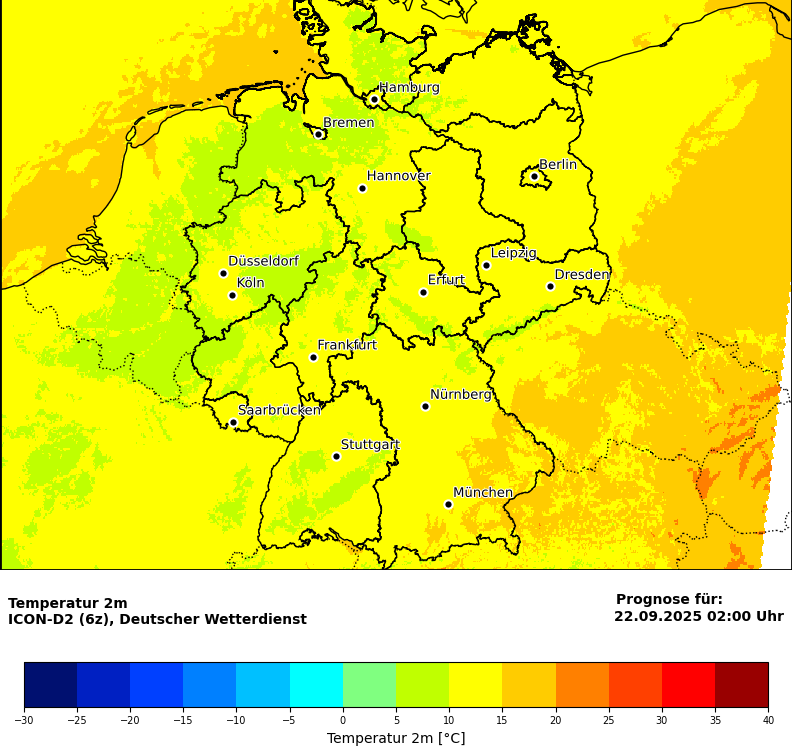 Hamburg
Bremen
Berlin
Hannover
Leipzig
Düsseldorf
Dresden
Köln
Erfurt
Frankfurt
Nürnberg
Saarbrücken
Stuttgart
München
Temperatur 2m
ICON-D2 (6z), Deutscher Wetterdienst
Prognose für:
22.09.2025 02:00 Uhr
−30 −25 −20 −15 −10 −5 0 5 10 15 20 25 30 35 40
Temperatur 2m [°C]